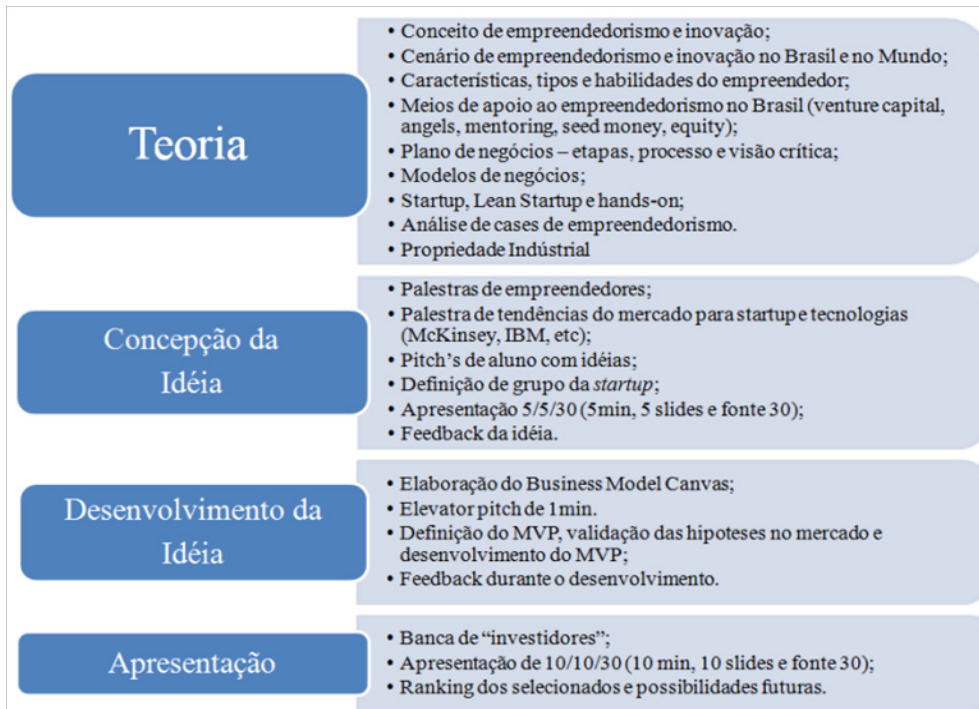 Teoria
• Conceito de empreendedorismo e inovação;
• Cenário de empreendedorismo e inovação no Brasil e no Mundo;
• Características, tipos e habilidades do empreendedor;
• Meios de apoio ao empreendedorismo no Brasil (venture capital,
angels, mentoring, seed money, equity);
• Plano de negócios – etapas, processo e visão crítica;
• Modelos de negócios;
• Startup, Lean Startup e hands-on;
• Análise de cases de empreendedorismo.
• Propriedade Indústrial
Concepção da
Idéia
• Palestras de empreendedores;
• Palestra de tendências do mercado para startup e tecnologias
(McKinsey, IBM, etc);
• Pitch's de aluno com idéias;
• Definição de grupo da startup;
• Apresentação 5/5/30 (5min, 5 slides e fonte 30);
• Feedback da idéia.
Desenvolvimento da
Idéia
• Elaboração do Business Model Canvas;
• Elevator pitch de 1min.
• Definição do MVP, validação das hipoteses no mercado e
desenvolvimento do MVP;
• Feedback durante o desenvolvimento.
Apresentação
• Banca de “investidores”;
• Apresentação de 10/10/30 (10 min, 10 slides e fonte 30);
• Ranking dos selecionados e possibilidades futuras.